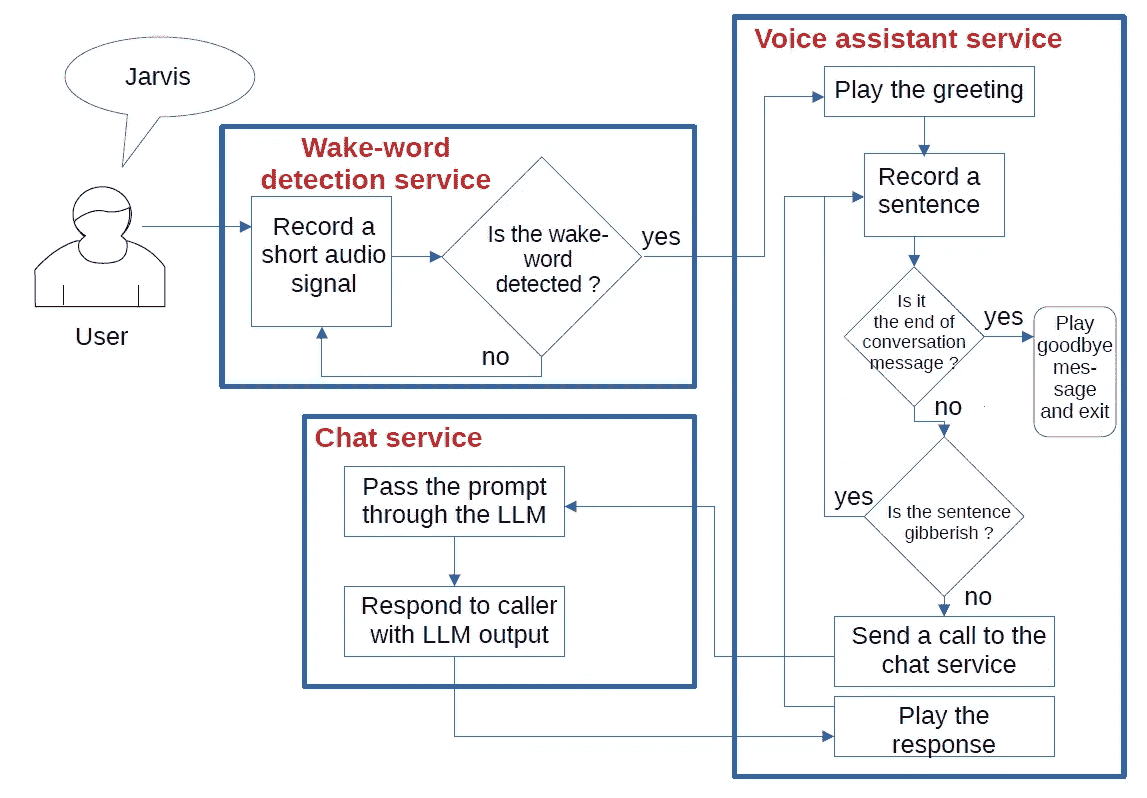 Jarvis
User
Wake-word
detection service
Record a
short audio
signal
Is the wake-
word
detected ?
yes
no
Voice assistant service
Play the greeting
Record a
sentence
Is it
the end of
conversation
message ?
yes
Play
goodbye
mes-
sage
and exit
no
Is the sentence
gibberish ?
yes
no
Send a call to the
chat service
Play the
response
Chat service
Pass the prompt
through the LLM
Respond to caller
with LLM output